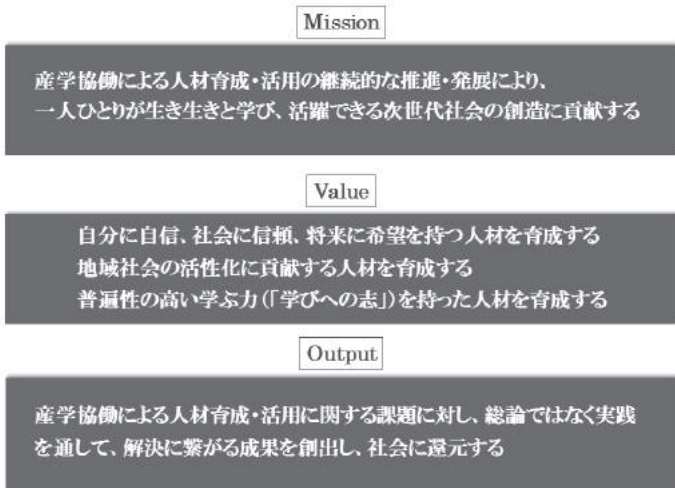 Mission
産学協働による人材育成・活用の継続的な推進・発展により、
一人ひとりが生き生きと学び、活躍できる次世代社会の創造に貢献する
Value
自分に自信、社会に信頼、将来に希望を持つ人材を育成する
地域社会の活性化に貢献する人材を育成する
普遍性の高い学ぶ力(「学びへの志」)を持った人材を育成する
Output
産学協働による人材育成・活用に関する課題に対し、総論ではなく実践
を通して、解決に繋がる成果を創出し、社会に還元する